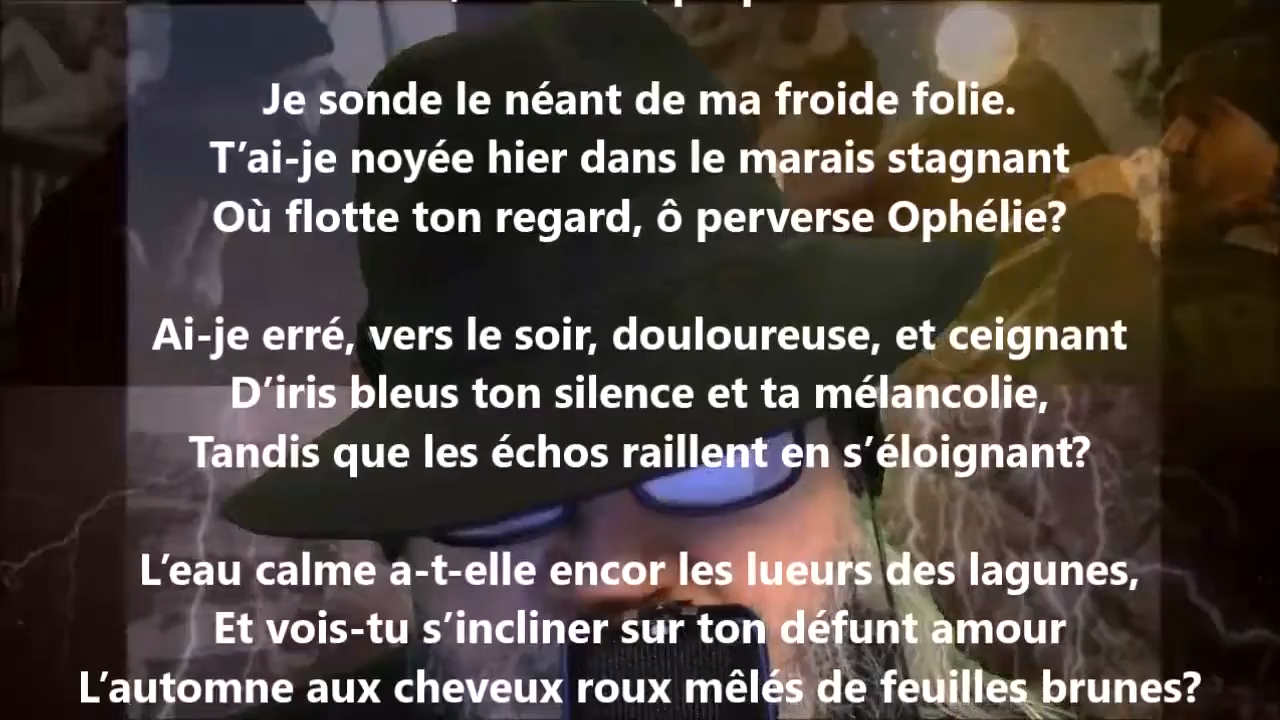 Je sonde le néant de ma froide folie.
T’ai-je noyée hier dans le marais stagnant
Où flotte ton regard, ô perverse Ophélie?
Ai-je erré, vers le soir, douloureuse, et ceignant
D’iris bleus ton silence et ta mélancolie,
Tandis que les échos raillent en s’éloignant?
L’eau calme a-t-elle encor les lueurs des lagunes,
Et vois-tu s’incliner sur ton défunt amour
L’automne aux cheveux roux mêlés de feuilles brunes?